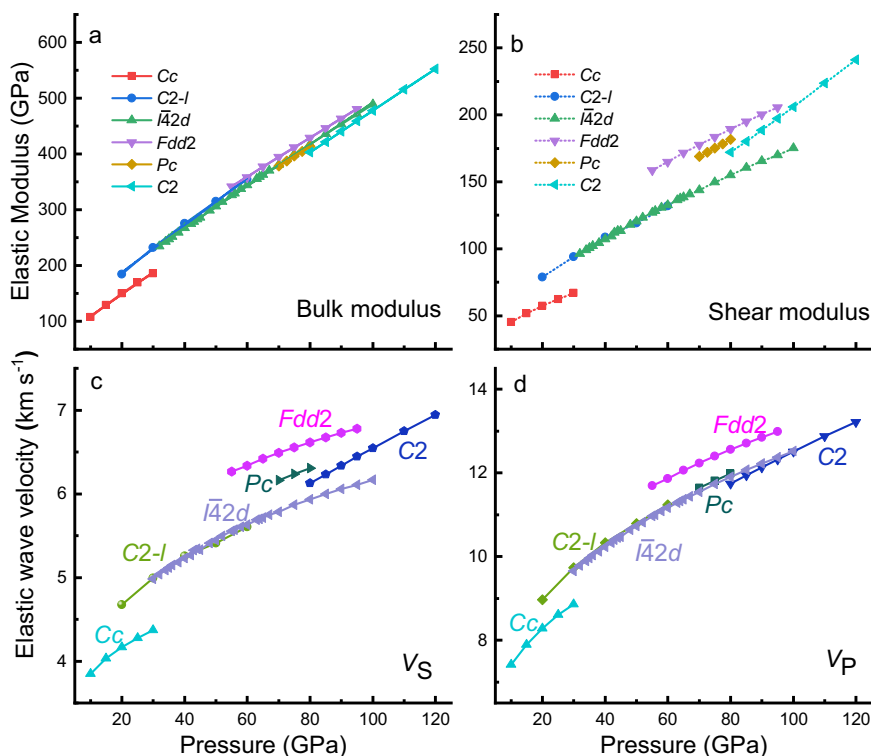 a
600
500
400
300
200
100
Elastic Modulus (GPa)
Cc
C2-I
I4̅2d
Fdd2
Pc
C2
Bulk modulus
b
250
200
150
100
50
Cc
C2-I
I4̅2d
Fdd2
Pc
C2
Shear modulus
c
7
6
5
4
Elastic wave velocity (km s⁻¹)
Fdd2
C2
Pc
I4̅2d
C2-I
Cc
VS
20 40 60 80 100 120
Pressure (GPa)
d
14
13
12
11
10
9
8
7
Fdd2
C2
Pc
C2-I
I4̅2d
Cc
VP
20 40 60 80 100 120
Pressure (GPa)